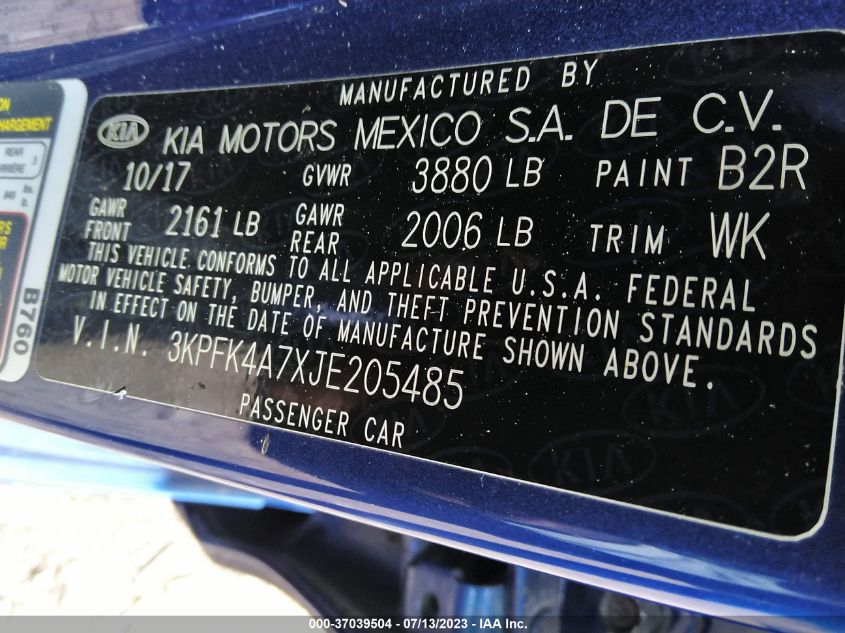 MANUFACTURED BY
KIA KIA MOTORS MEXICO S.A. DE C.V.
10/17 GVWR 3880 LB PAINT B2R
GAWR FRONT 2161 LB GAWR REAR 2006 LB TRIM WK
THIS VEHICLE CONFORMS TO ALL APPLICABLE U.S.A. FEDERAL
MOTOR VEHICLE SAFETY, BUMPER, AND THEFT PREVENTION STANDARDS
IN EFFECT ON THE DATE OF MANUFACTURE SHOWN ABOVE.
V.I.N. 3KPFK4A7XJE205485
PASSENGER CAR
REAR
B760
000-37039504 - 07/13/2023 - IAA Inc.